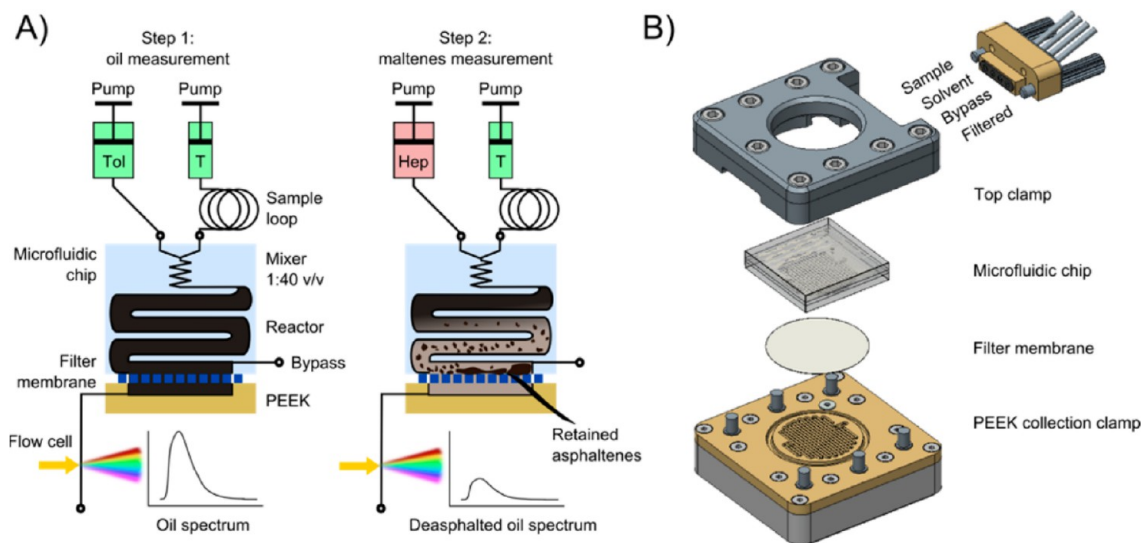 A)
Step 1:
oil measurement
Pump
Pump
Tol
T
Sample
loop
Microfluidic
chip
Mixer
1:40 v/v
Reactor
Bypass
Filter
membrane
PEEK
Flow cell
Oil spectrum
Step 2:
maltenes measurement
Pump
Pump
Hep
T
Retained
asphaltenes
Deasphalted oil spectrum
B)
Sample
Solvent
Bypass
Filtered
Top clamp
Microfluidic chip
Filter membrane
PEEK collection clamp